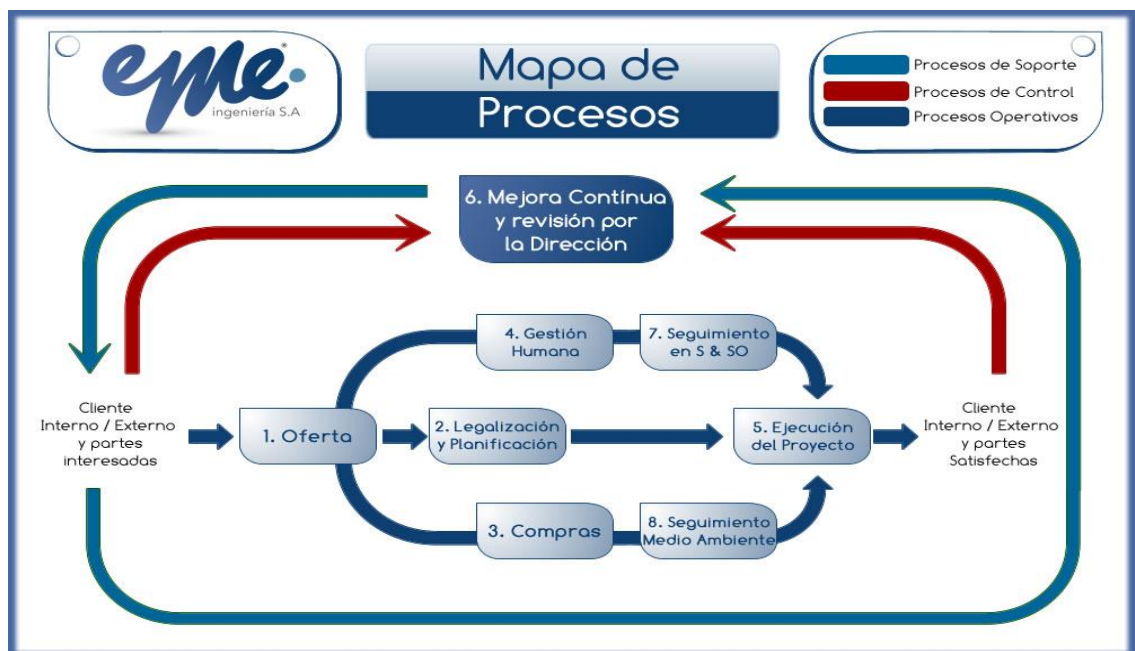 eme
ingeniería S.A
Mapa de
Procesos
Procesos de Soporte
Procesos de Control
Procesos Operativos
6. Mejora Contínua
y revisión por
la Dirección
4. Gestión
Humana
7. Seguimiento
en S & SO
Cliente
Interno / Externo
y partes
interesadas
1. Oferta
2. Legalización
y Planificación
5. Ejecución
del Proyecto
Cliente
Interno / Externo
y partes
Satisfechas
3. Compras
8. Seguimiento
Medio Ambiente